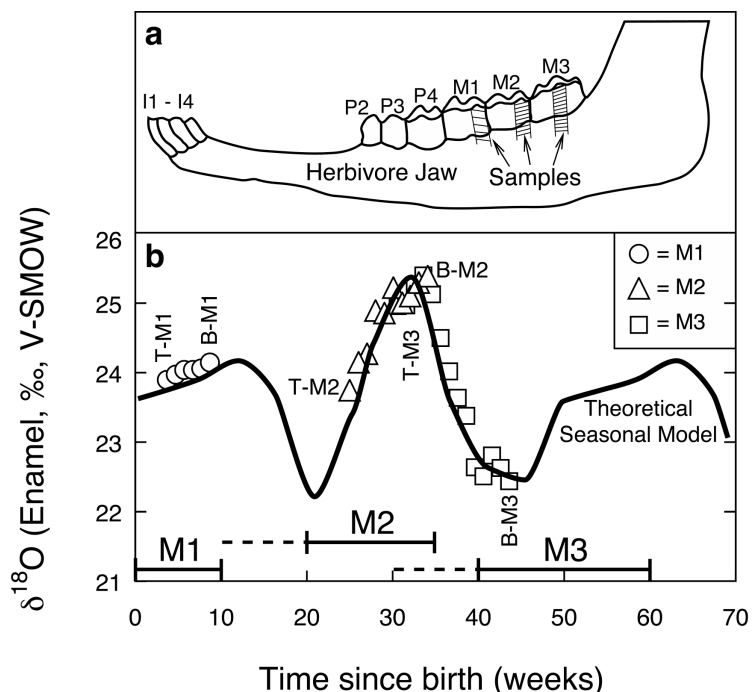 a
I1 - I4
P2
P3
P4
M1
M2
M3
Herbivore Jaw
Samples
b
○ = M1
△ = M2
□ = M3
T-M1
B-M1
T-M2
B-M2
T-M3
B-M3
Theoretical
Seasonal Model
M1
M2
M3
26
25
24
23
22
21
0
10
20
30
40
50
60
70
δ¹⁸O (Enamel, ‰, V-SMOW)
Time since birth (weeks)